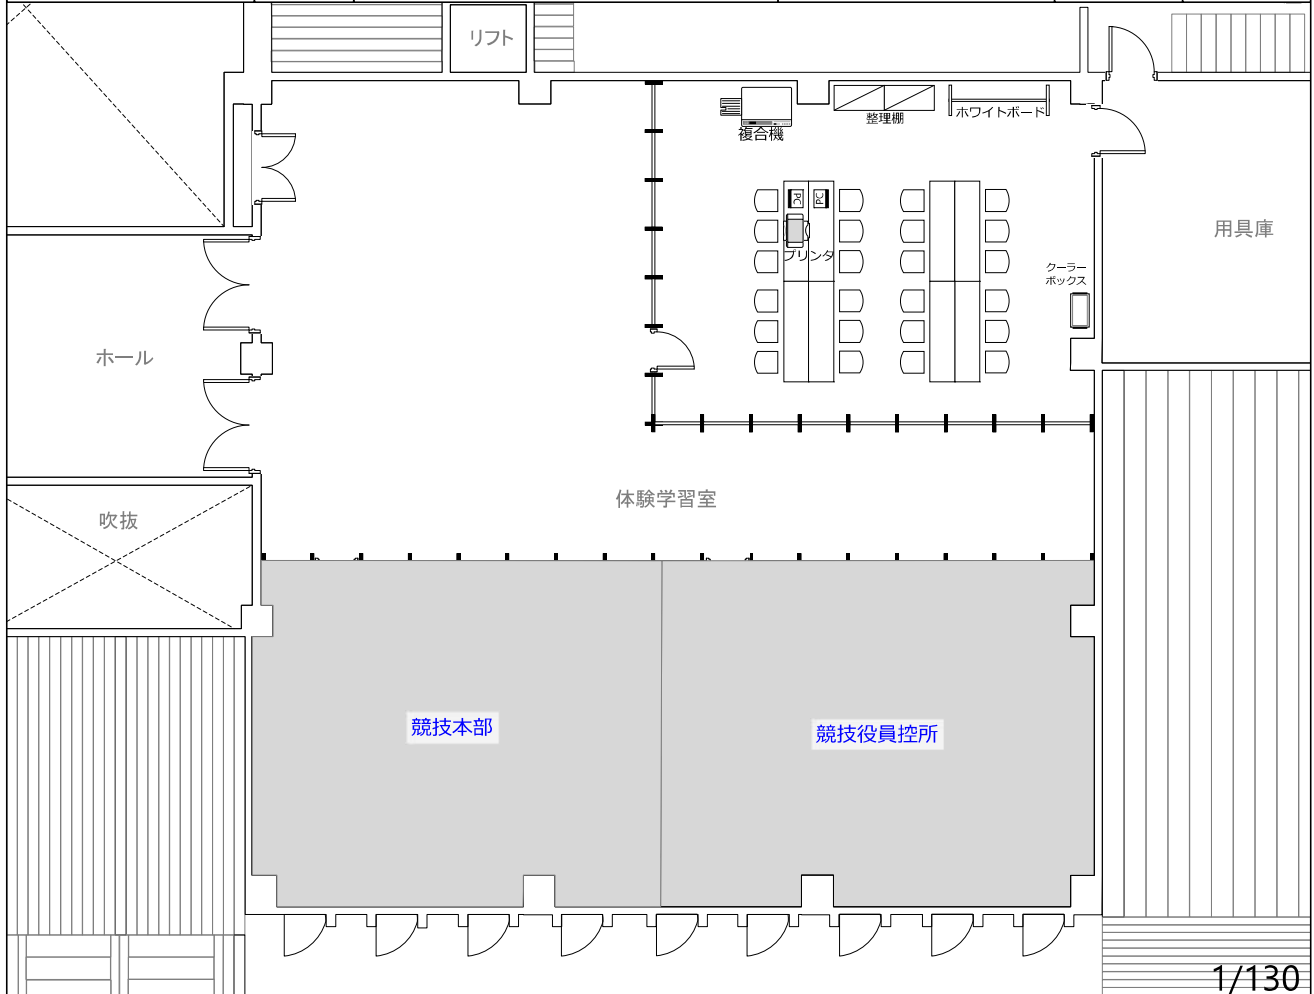 リフト
複合機
整理棚
ホワイトボード
PC
PC
プリンタ
用具庫
クーラー
ボックス
ホール
体験学習室
吹抜
競技本部
競技役員控所
1/130